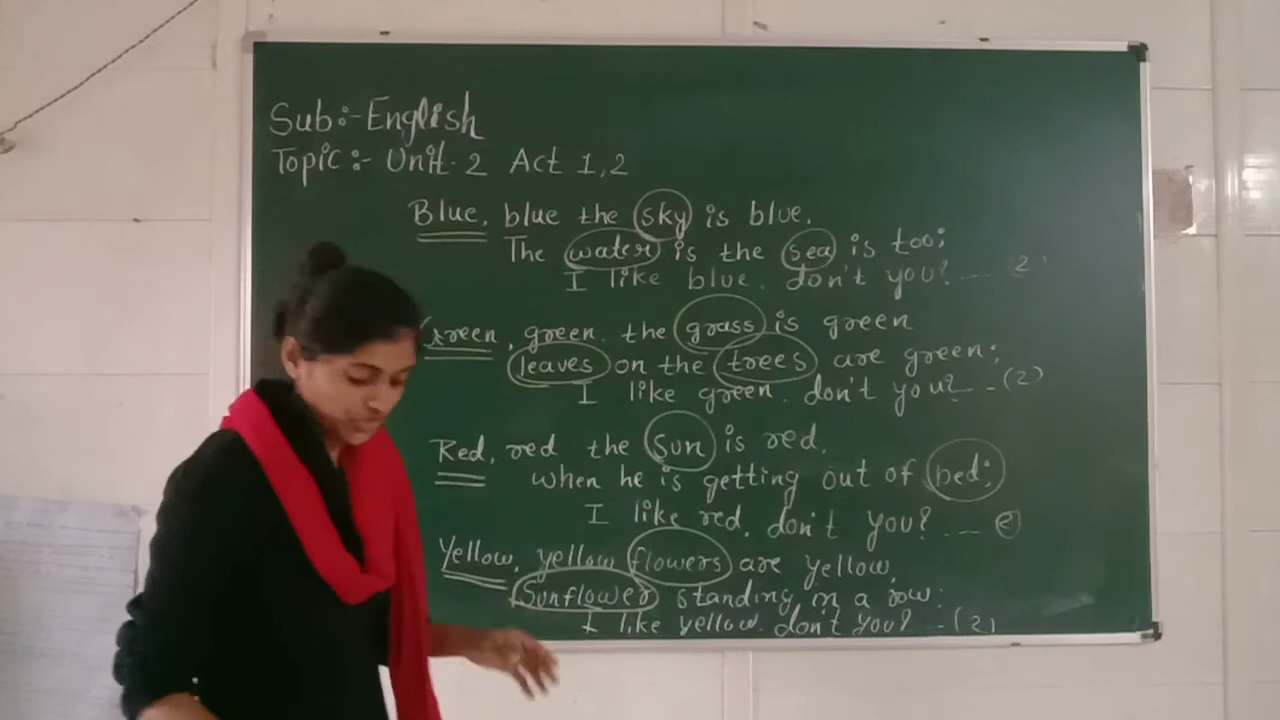 Sub:- English
Topic:- Unit-2 Act 1,2
Blue, blue the sky is blue.
The water is the sea is too;
I like blue. don't you? --- 2'
Green, green, the grass is green
leaves on the trees are green;
I like green. don't you? -- (2)
Red, red the Sun is red.
when he is getting out of bed;
I like red, don't you? ...-
Yellow, yellow flowers are yellow,
Sunflower standing in a row:
I like yellow. don't you? --(2)